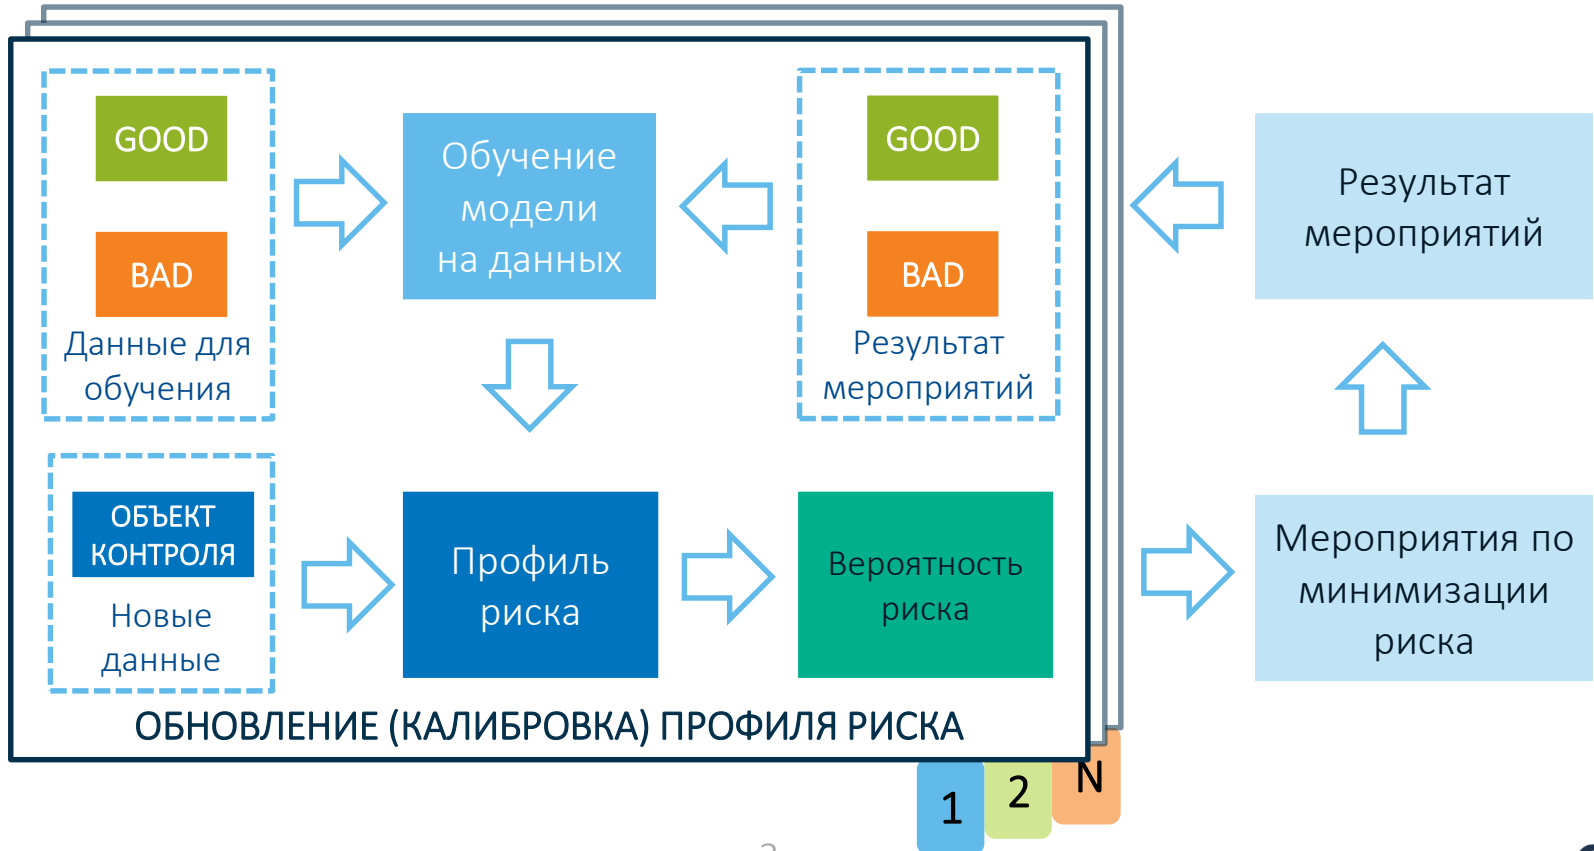 GOOD
BAD
Данные для
обучения
Обучение
модели
на данных
GOOD
BAD
Результат
мероприятий
Результат
мероприятий
ОБЪЕКТ
КОНТРОЛЯ
Новые
данные
Профиль
риска
Вероятность
риска
Мероприятия по
минимизации
риска
ОБНОВЛЕНИЕ (КАЛИБРОВКА) ПРОФИЛЯ РИСКА
1
2
N